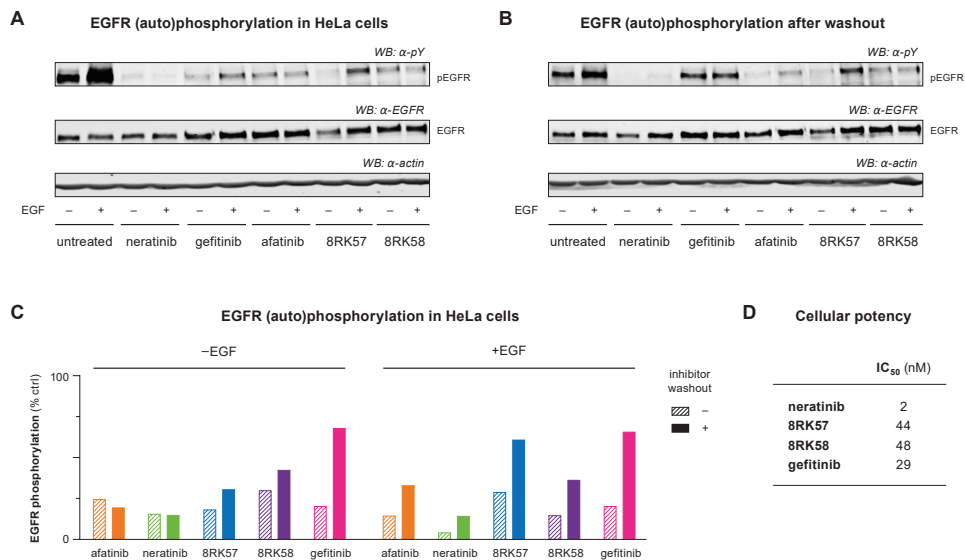 A
EGFR (auto)phosphorylation in HeLa cells
WB: α-pY
pEGFR
WB: α-EGFR
EGFR
WB: α-actin
EGF – + – + – + – + – + – +
untreated neratinib gefitinib afatinib 8RK57 8RK58
B
EGFR (auto)phosphorylation after washout
WB: α-pY
pEGFR
WB: α-EGFR
EGFR
WB: α-actin
EGF – + – + – + – + – + – +
untreated neratinib gefitinib afatinib 8RK57 8RK58
C
EGFR (auto)phosphorylation in HeLa cells
–EGF +EGF
EGFR phosphorylation (% ctrl)
100
0
afatinib neratinib 8RK57 8RK58 gefitinib afatinib neratinib 8RK57 8RK58 gefitinib
inhibitor
washout
–
+
D
Cellular potency
IC50 (nM)
neratinib 2
8RK57 44
8RK58 48
gefitinib 29